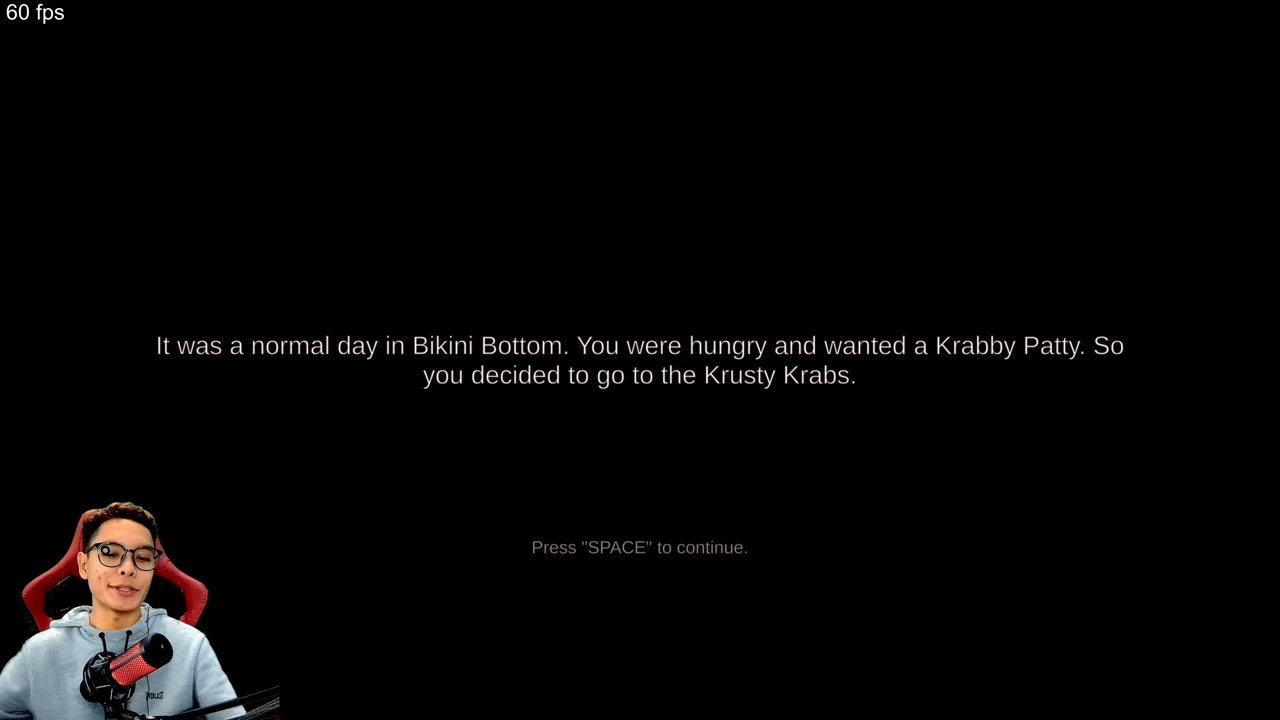 60 fps
It was a normal day in Bikini Bottom. You were hungry and wanted a Krabby Patty. So
you decided to go to the Krusty Krabs.
Press "SPACE" to continue.
EVERLAST